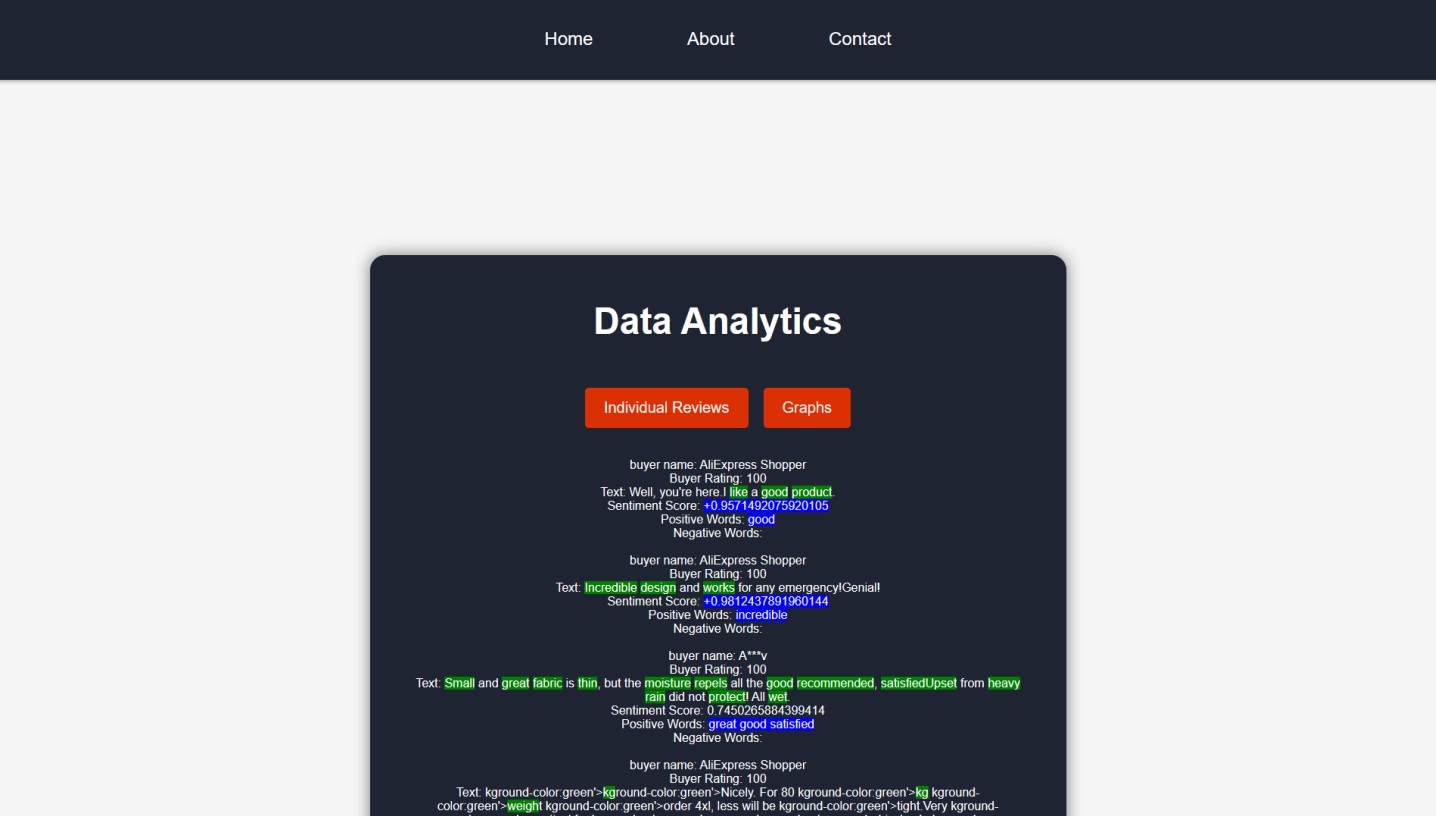 Home About Contact
Data Analytics
Individual Reviews Graphs
buyer name: AliExpress Shopper
Buyer Rating: 100
Text: Well, you're here.I like a good product.
Sentiment Score: +0.9571492075920105
Positive Words: good
Negative Words:
buyer name: AliExpress Shopper
Buyer Rating: 100
Text: Incredible design and works for any emergency!Genial!
Sentiment Score: +0.9812437891960144
Positive Words: incredible
Negative Words:
buyer name: A***v
Buyer Rating: 100
Text: Small and great fabric is thin, but the moisture repels all the good recommended, satisfiedUpset from heavy
rain did not protect! All wet.
Sentiment Score: 0.7450265884399414
Positive Words: great good satisfied
Negative Words:
buyer name: AliExpress Shopper
Buyer Rating: 100
Text: kground-color:green'>kground-color:green'>Nicely. For 80 kground-color:green'>kg kground-
color:green'>weight kground-color:green'>order 4xl, less will be kground-color:green'>tight.Very kground-